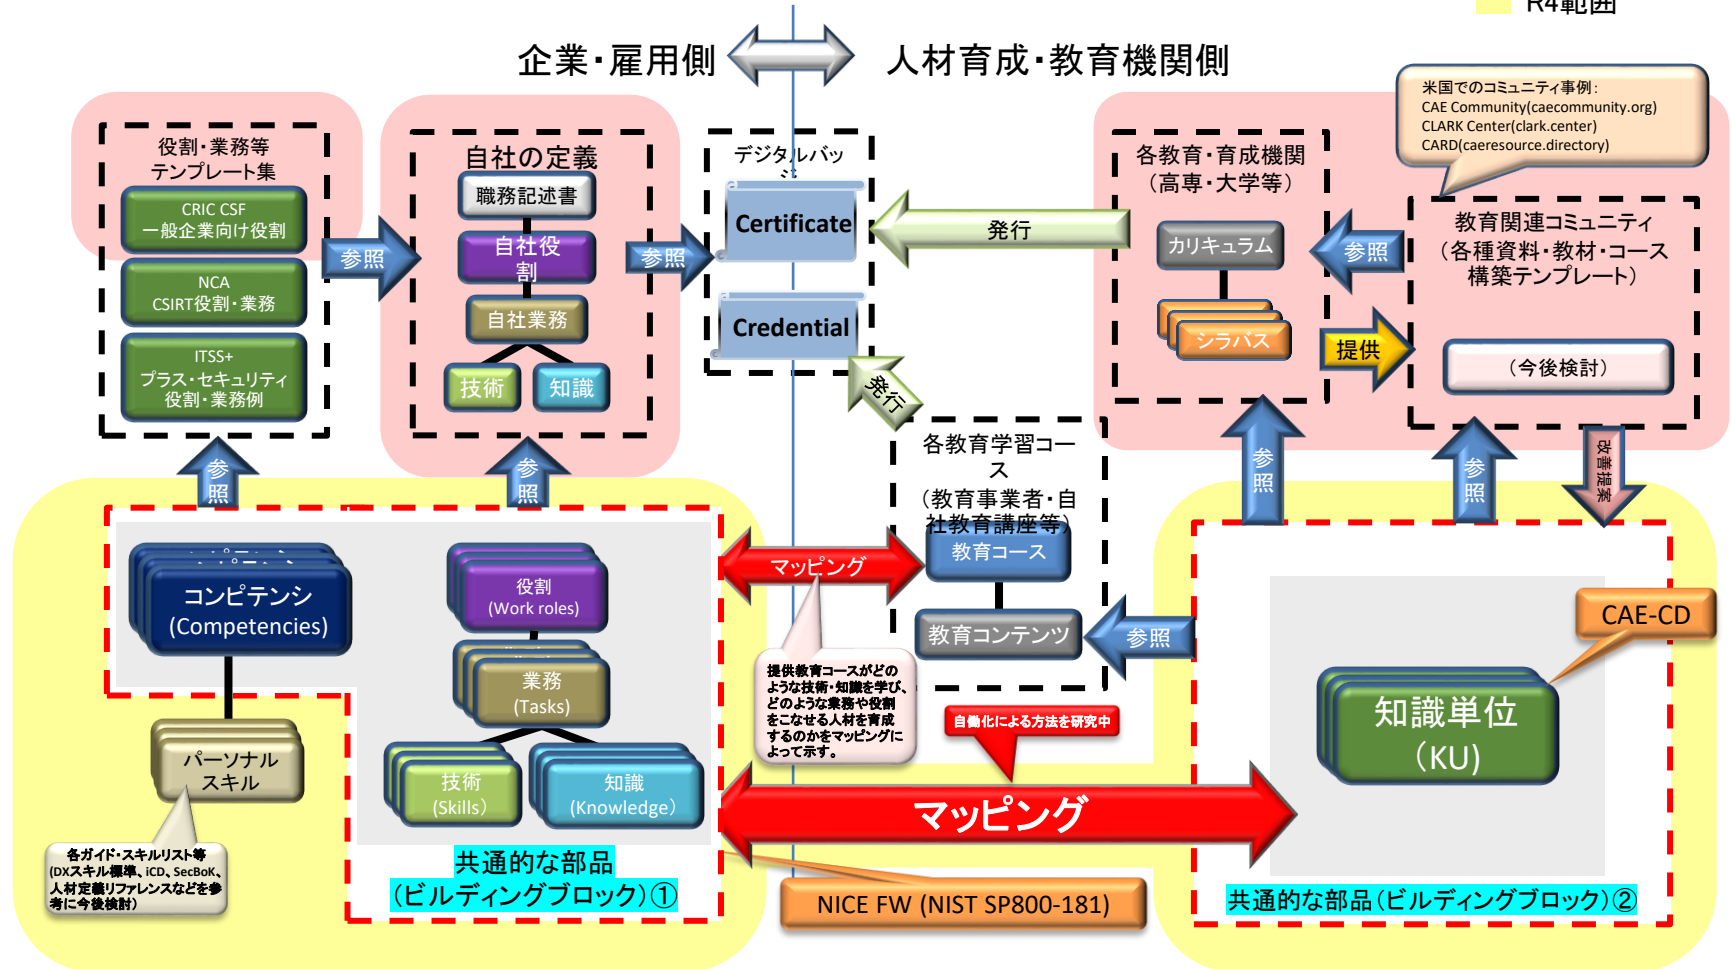 R4範囲
企業・雇用側
人材育成・教育機関側
米国でのコミュニティ事例：
CAE Community(caecommunity.org)
CLARK Center(clark.center)
CARD(caeresource.directory)
役割・業務等
テンプレート集
CRIC CSF
一般企業向け役割
NCA
CSIRT役割・業務
ITSS+
プラス・セキュリティ
役割・業務例
参照
自社の定義
職務記述書
自社役
割
自社業務
技術
知識
参照
デジタルバッ
ジ
Certificate
Credential
発行
発行
各教育・育成機関
（高専・大学等）
カリキュラム
シラバス
参照
提供
教育関連コミュニティ
（各種資料・教材・コース
構築テンプレート）
（今後検討）
参照
参照
参照
参照
改善提案
各教育学習コー
ス
（教育事業者・自
社教育講座等）
教育コース
教育コンテンツ
参照
マッピング
提供教育コースがどの
ような技術・知識を学び、
どのような業務や役割
をこなせる人材を育成
するのかをマッピングに
よって示す。
自働化による方法を研究中
マッピング
コンピテンシ
コンピテンシ
(Competencies)
パーソナル
スキル
各ガイド・スキルリスト等
(DXスキル標準、iCD、SecBoK、
人材定義リファレンスなどを参
考に今後検討)
役割
(Work roles)
業務
(Tasks)
技術
(Skills）
知識
(Knowledge）
共通的な部品
（ビルディングブロック）①
NICE FW (NIST SP800-181)
CAE-CD
知識単位
（KU）
共通的な部品（ビルディングブロック）②